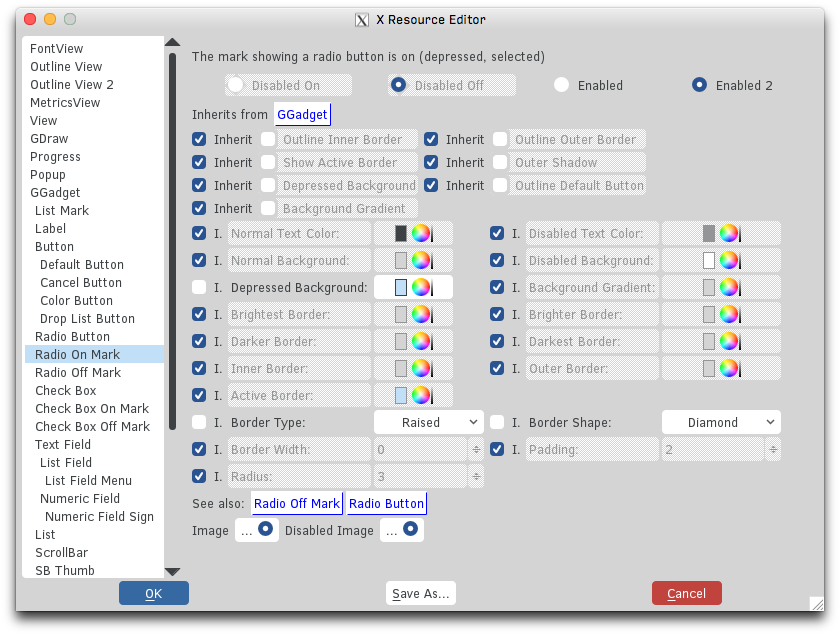 X Resource Editor
FontView
Outline View
Outline View 2
MetricsView
View
GDraw
Progress
Popup
GGadget
List Mark
Label
Button
Default Button
Cancel Button
Color Button
Drop List Button
Radio Button
Radio On Mark
Radio Off Mark
Check Box
Check Box On Mark
Check Box Off Mark
Text Field
List Field
List Field Menu
Numeric Field
Numeric Field Sign
List
ScrollBar
SB Thumb
The mark showing a radio button is on (depressed, selected)
Disabled On Disabled Off Enabled Enabled 2
Inherits from GGadget
Inherit Outline Inner Border Inherit Outline Outer Border
Inherit Show Active Border Inherit Outer Shadow
Inherit Depressed Background Inherit Outline Default Button
Inherit Background Gradient
I. Normal Text Color: I. Disabled Text Color:
I. Normal Background: I. Disabled Background:
I. Depressed Background: I. Background Gradient:
I. Brightest Border: I. Brighter Border:
I. Darker Border: I. Darkest Border:
I. Inner Border: I. Outer Border:
I. Active Border:
I. Border Type: Raised I. Border Shape: Diamond
I. Border Width: 0 I. Padding: 2
I. Radius: 3
See also: Radio Off Mark Radio Button
Image ... Disabled Image ...
OK Save As... Cancel